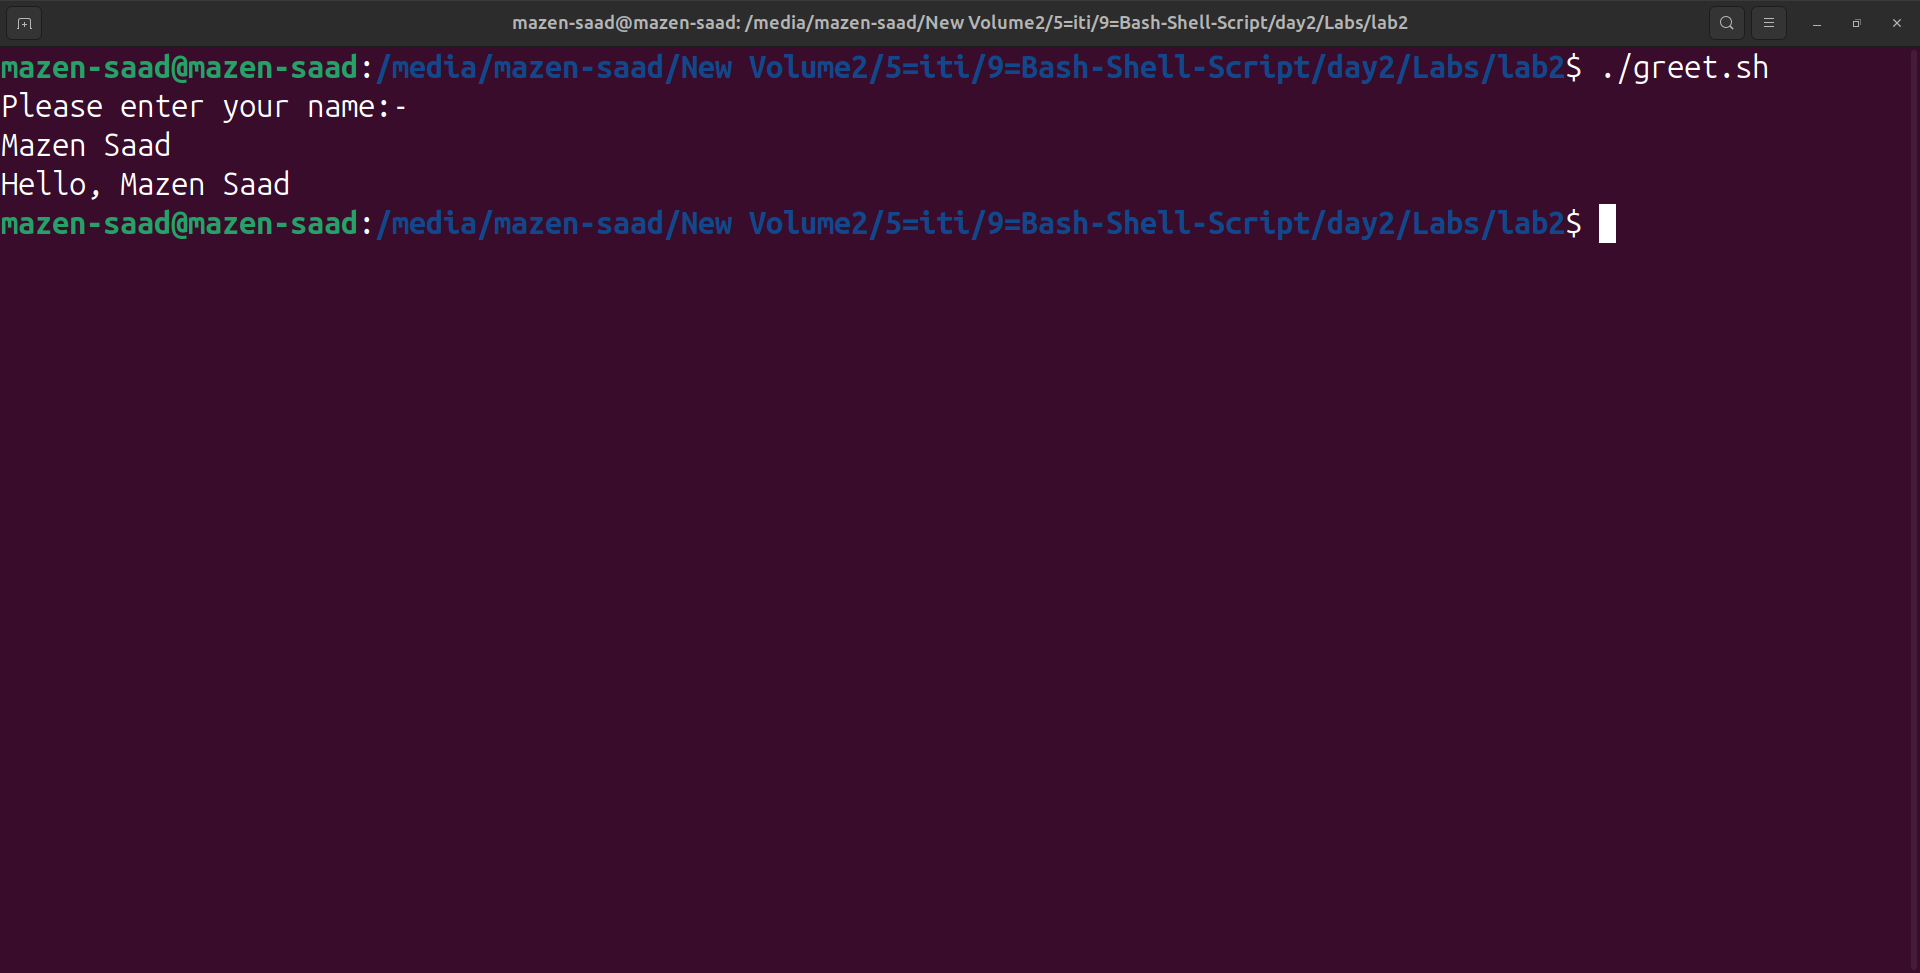 mazen-saad@mazen-saad: /media/mazen-saad/New Volume2/5=iti/9=Bash-Shell-Script/day2/Labs/lab2
mazen-saad@mazen-saad:/media/mazen-saad/New Volume2/5=iti/9=Bash-Shell-Script/day2/Labs/lab2$ ./greet.sh
Please enter your name:-
Mazen Saad
Hello, Mazen Saad
mazen-saad@mazen-saad:/media/mazen-saad/New Volume2/5=iti/9=Bash-Shell-Script/day2/Labs/lab2$